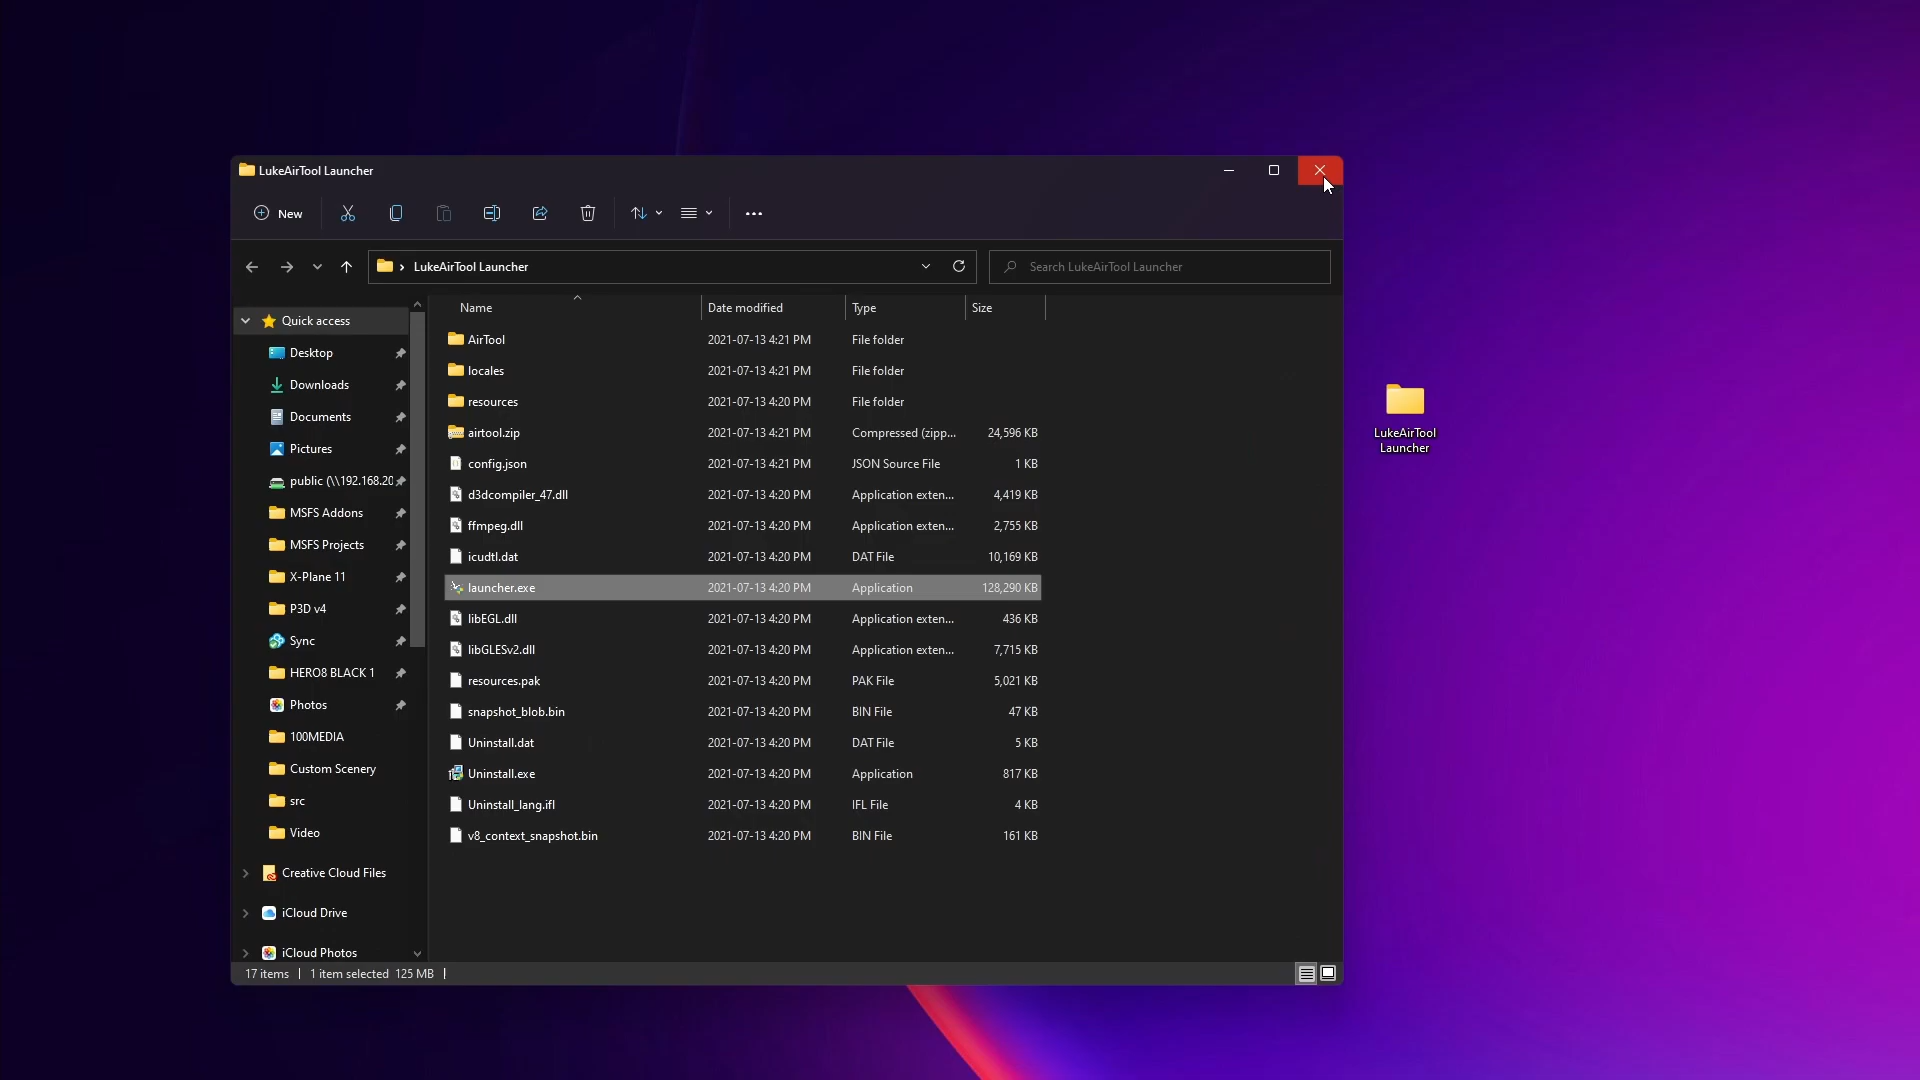 LukeAirTool Launcher
New
LukeAirTool Launcher
Search LukeAirTool Launcher
Name Date modified Type Size
Quick access
Desktop
Downloads
Documents
Pictures
public (\\192.168.20
MSFS Addons
MSFS Projects
X-Plane 11
P3D v4
Sync
HERO8 BLACK 1
Photos
100MEDIA
Custom Scenery
src
Video
Creative Cloud Files
iCloud Drive
iCloud Photos
AirTool 2021-07-13 4:21 PM File folder
locales 2021-07-13 4:21 PM File folder
resources 2021-07-13 4:20 PM File folder
airtool.zip 2021-07-13 4:21 PM Compressed (zipp... 24,596 KB
config.json 2021-07-13 4:21 PM JSON Source File 1 KB
d3dcompiler_47.dll 2021-07-13 4:20 PM Application exten... 4,419 KB
ffmpeg.dll 2021-07-13 4:20 PM Application exten... 2,755 KB
icudtl.dat 2021-07-13 4:20 PM DAT File 10,169 KB
launcher.exe 2021-07-13 4:20 PM Application 128,290 KB
libEGL.dll 2021-07-13 4:20 PM Application exten... 436 KB
libGLESv2.dll 2021-07-13 4:20 PM Application exten... 7,715 KB
resources.pak 2021-07-13 4:20 PM PAK File 5,021 KB
snapshot_blob.bin 2021-07-13 4:20 PM BIN File 47 KB
Uninstall.dat 2021-07-13 4:20 PM DAT File 5 KB
Uninstall.exe 2021-07-13 4:20 PM Application 817 KB
Uninstall_lang.ifl 2021-07-13 4:20 PM IFL File 4 KB
v8_context_snapshot.bin 2021-07-13 4:20 PM BIN File 161 KB
17 items 1 item selected 125 MB
LukeAirTool
Launcher